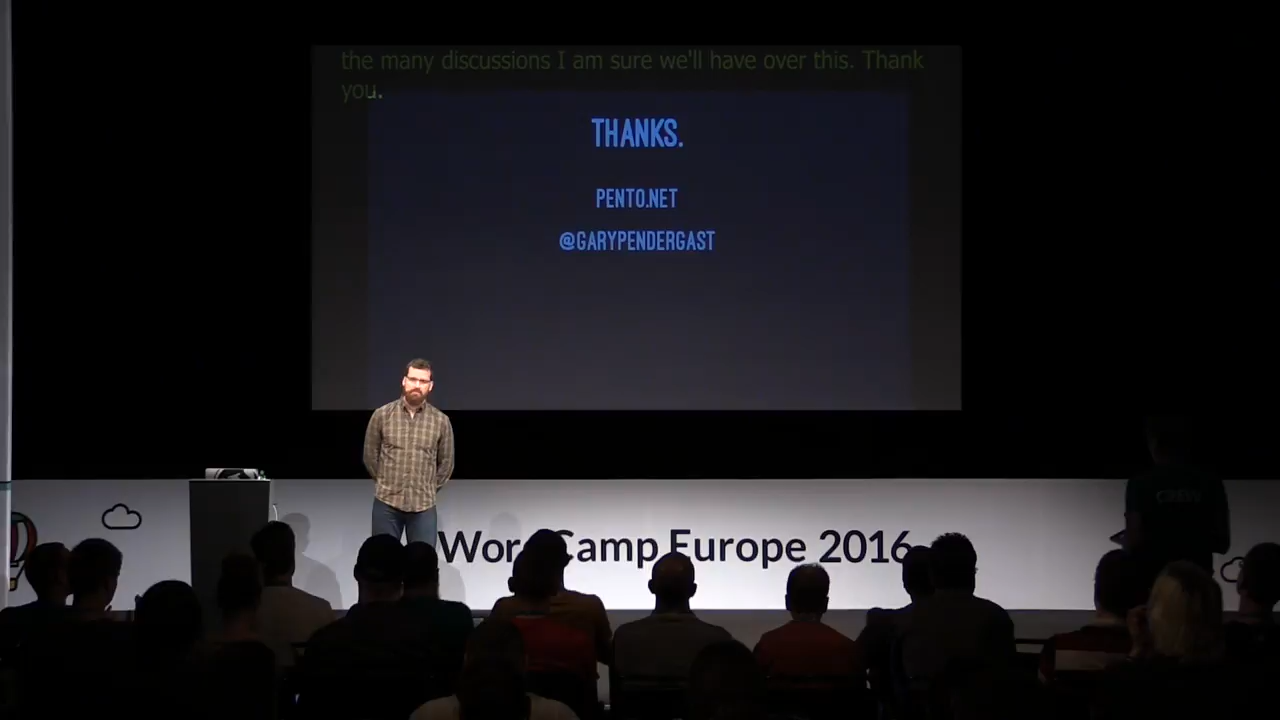 the many discussions I am sure we'll have over this. Thank
you.
THANKS.
PENTO.NET
@GARYPENDERGAST
CREW
WordCamp Europe 2016